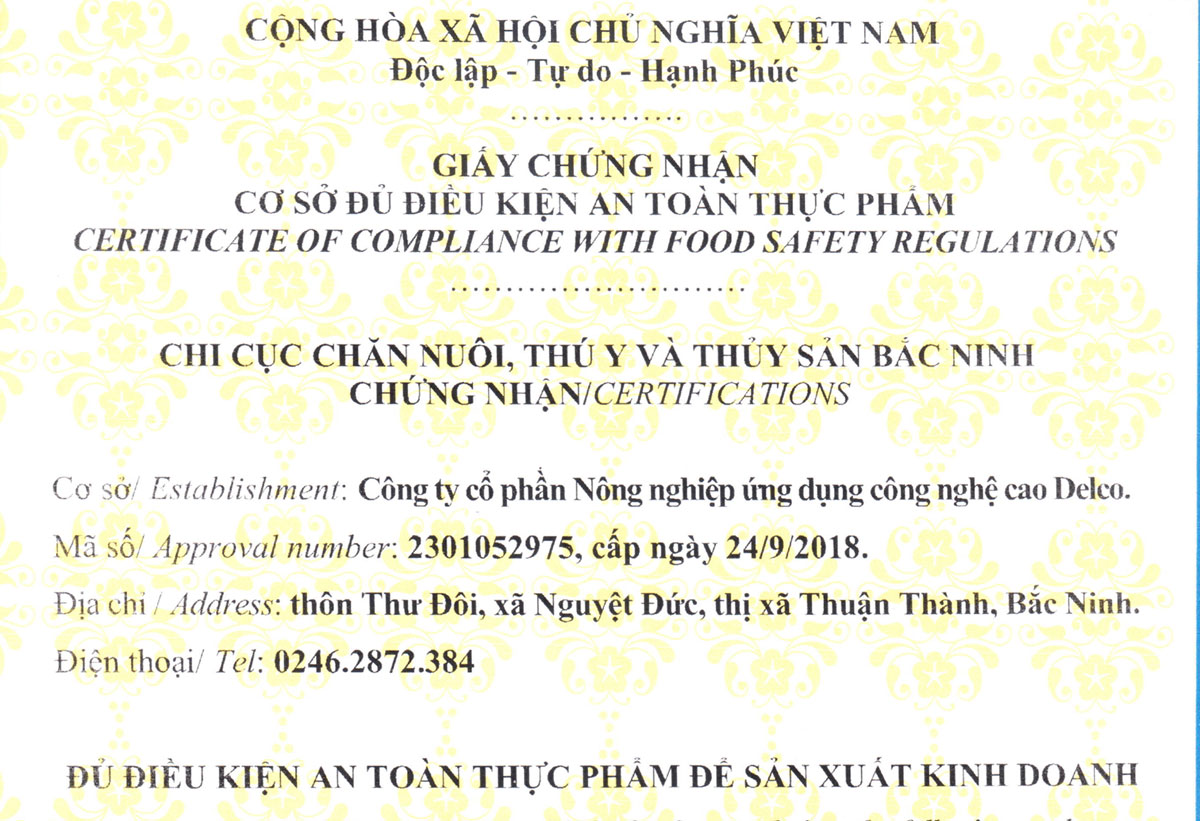 CỘNG HÒA XÃ HỘI CHỦ NGHĨA VIỆT NAM
Độc lập - Tự do - Hạnh Phúc
................
GIẤY CHỨNG NHẬN
CƠ SỞ ĐỦ ĐIỀU KIỆN AN TOÀN THỰC PHẨM
CERTIFICATE OF COMPLIANCE WITH FOOD SAFETY REGULATIONS
...........................
CHI CỤC CHĂN NUÔI, THÚ Y VÀ THỦY SẢN BẮC NINH
CHỨNG NHẬN/CERTIFICATIONS
Cơ sở/ Establishment: Công ty cổ phần Nông nghiệp ứng dụng công nghệ cao Delco.
Mã số/ Approval number: 2301052975, cấp ngày 24/9/2018.
Địa chỉ / Address: thôn Thư Đôi, xã Nguyệt Đức, thị xã Thuận Thành, Bắc Ninh.
Điện thoại/ Tel: 0246.2872.384
ĐỦ ĐIỀU KIỆN AN TOÀN THỰC PHẨM ĐỂ SẢN XUẤT KINH DOANH